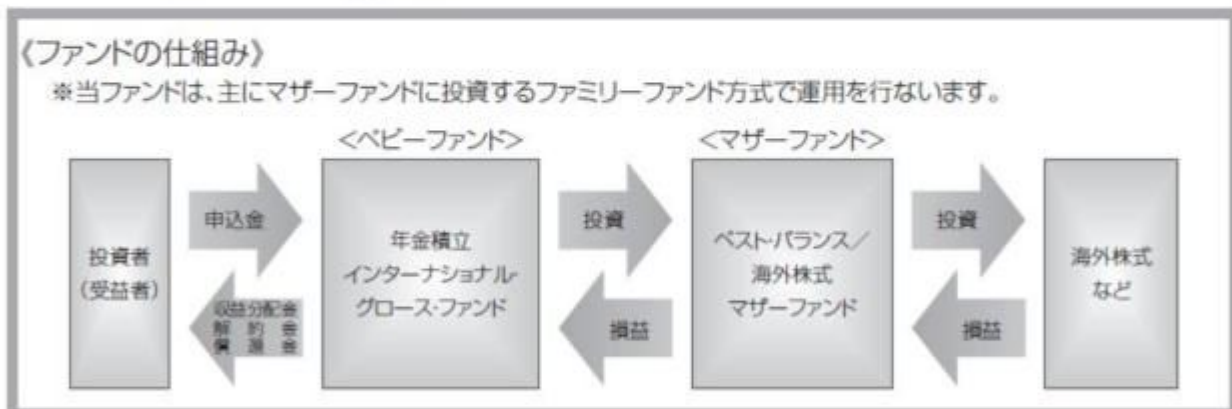 《ファンドの仕組み》
※当ファンドは、主にマザーファンドに投資するファミリーファンド方式で運用を行ないます。
<ベビーファンド>
<マザーファンド>
投資者
(受益者)
申込金
収益分配金
解約金
償還金
年金積立
インターナショナル・
グロース・ファンド
投資
損益
ベスト・バランス/
海外株式
マザーファンド
投資
損益
海外株式
など